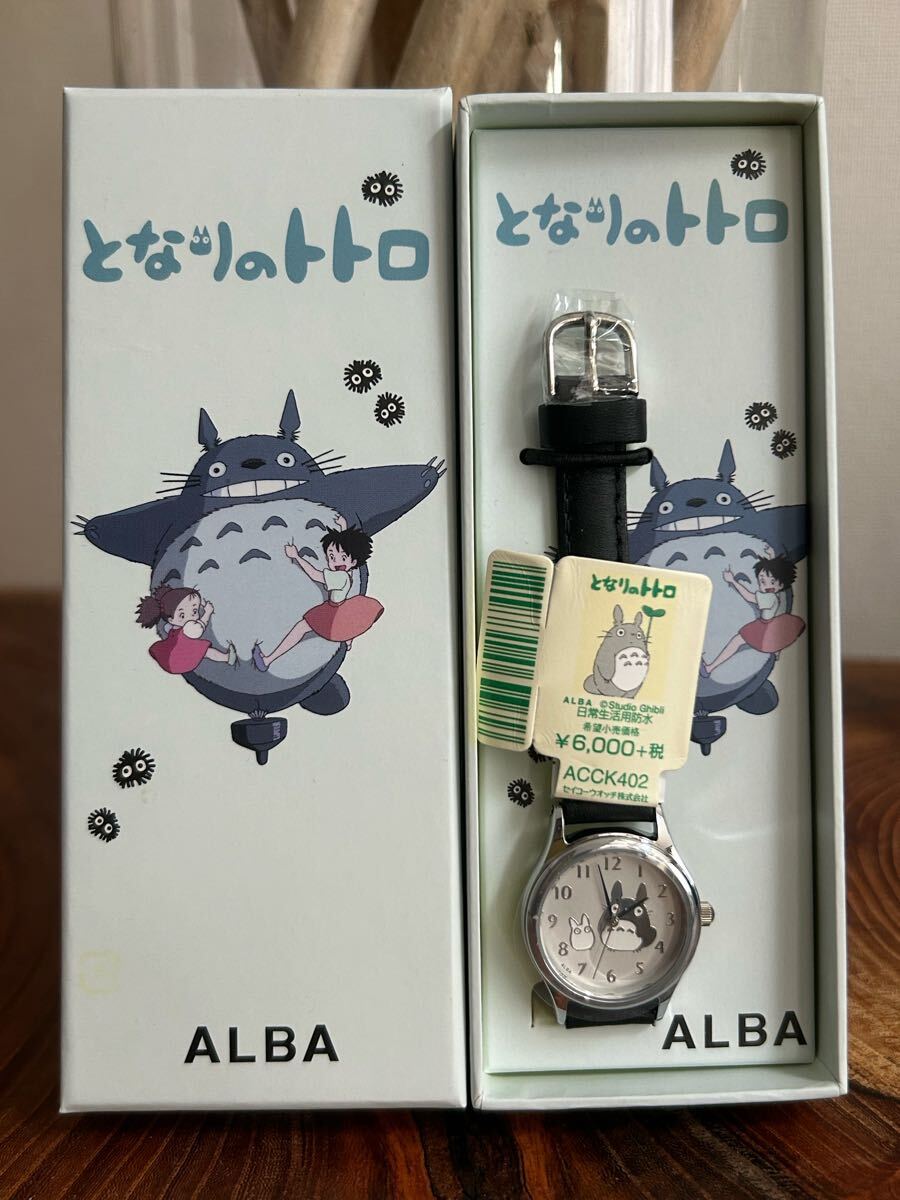 となりのトトロ
ALBA
となりのトトロ
となりのトトロ
ALBA ©Studio Ghibli
日常生活用防水
希望小売価格
¥6,000+税
ACCK402
セイコーウオッチ株式会社
11 12 1
10 2
9 3
8 4
7 6 5
ALBA
ALBA